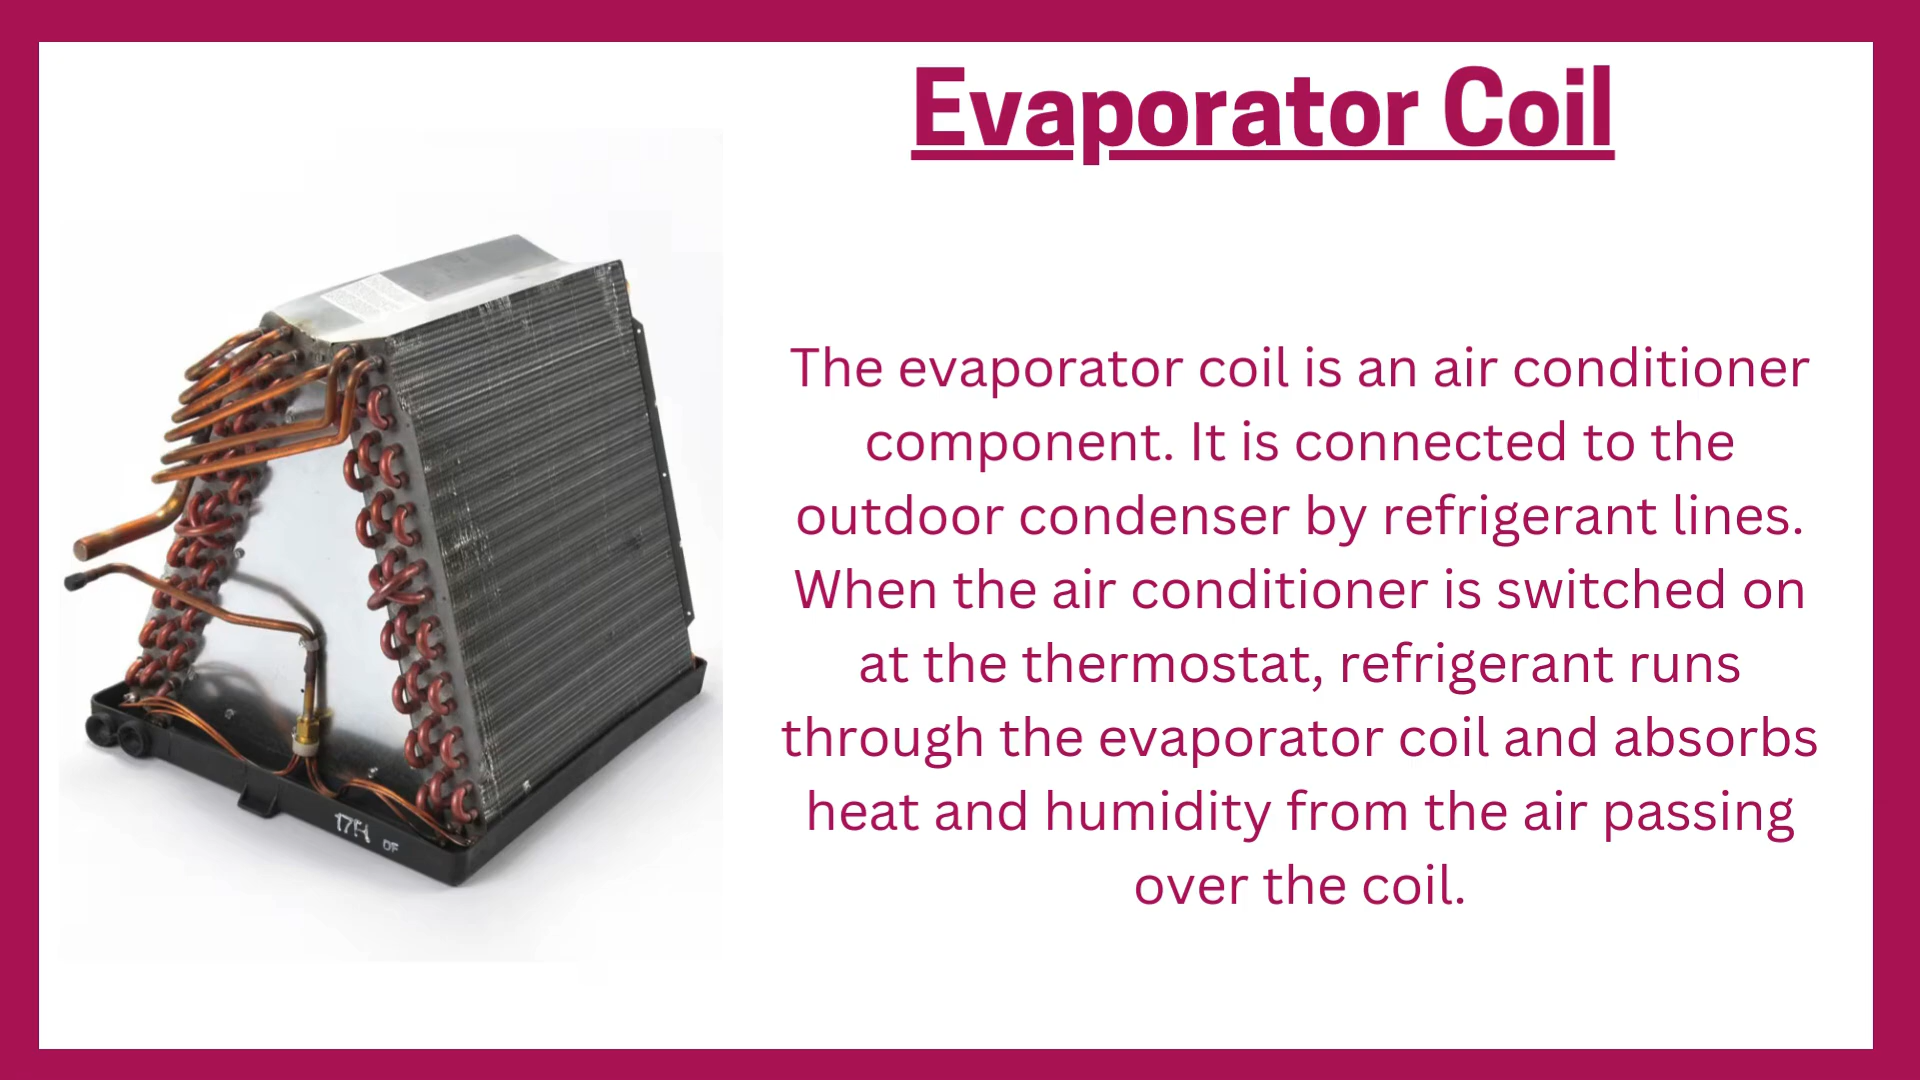 Evaporator Coil
The evaporator coil is an air conditioner
component. It is connected to the
outdoor condenser by refrigerant lines.
When the air conditioner is switched on
at the thermostat, refrigerant runs
through the evaporator coil and absorbs
heat and humidity from the air passing
over the coil.